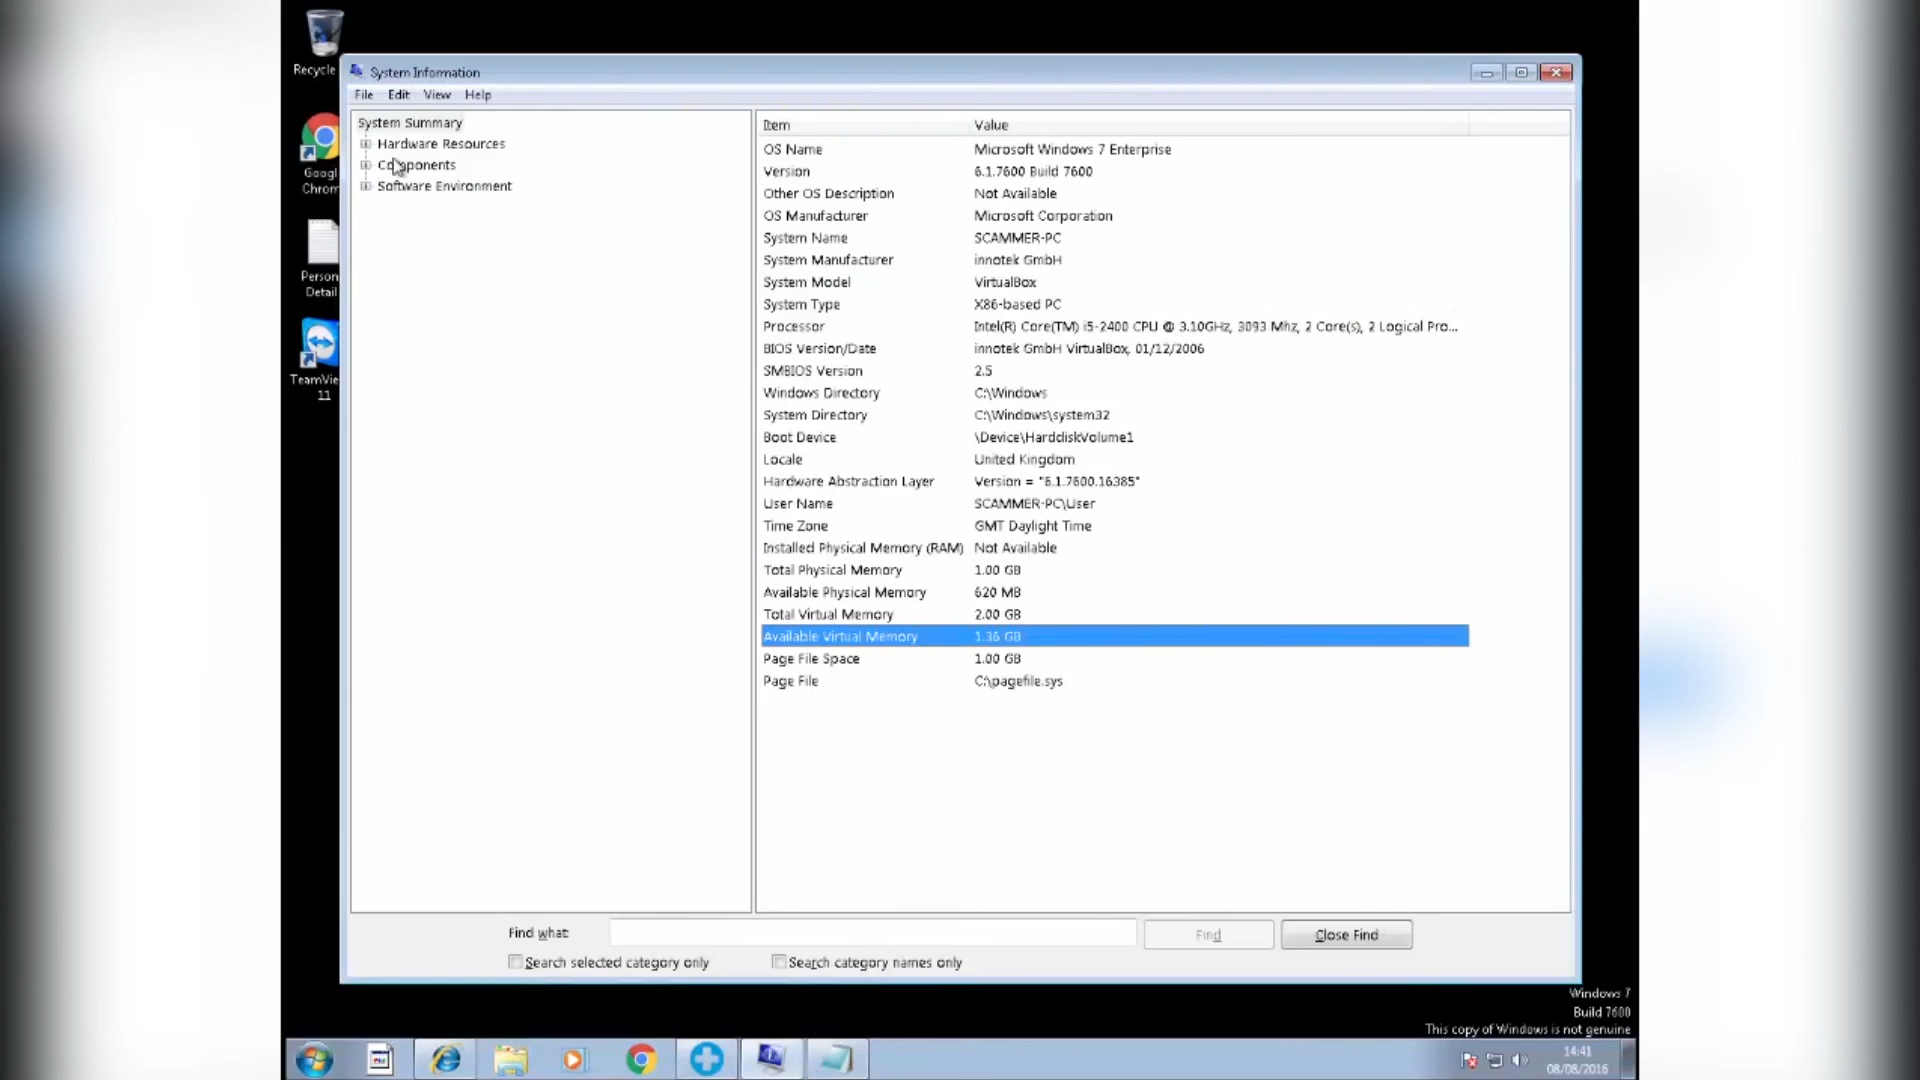 Recycle
System Information
File Edit View Help
System Summary
Hardware Resources
Components
Software Environment
Item Value
OS Name Microsoft Windows 7 Enterprise
Version 6.1.7600 Build 7600
Other OS Description Not Available
OS Manufacturer Microsoft Corporation
System Name SCAMMER-PC
System Manufacturer innotek GmbH
System Model VirtualBox
System Type X86-based PC
Processor Intel(R) Core(TM) i5-2400 CPU @ 3.10GHz, 3093 Mhz, 2 Core(s), 2 Logical Pro...
BIOS Version/Date innotek GmbH VirtualBox, 01/12/2006
SMBIOS Version 2.5
Windows Directory C:\Windows
System Directory C:\Windows\system32
Boot Device \Device\HarddiskVolume1
Locale United Kingdom
Hardware Abstraction Layer Version = "6.1.7600.16385"
User Name SCAMMER-PC\User
Time Zone GMT Daylight Time
Installed Physical Memory (RAM) Not Available
Total Physical Memory 1.00 GB
Available Physical Memory 620 MB
Total Virtual Memory 2.00 GB
Available Virtual Memory 1.36 GB
Page File Space 1.00 GB
Page File C:\pagefile.sys
Googl
Chrom
Person
Detail
TeamVie
11
Find what:
Find
Close Find
Search selected category only
Search category names only
Windows 7
Build 7600
This copy of Windows is not genuine
14:41
08/08/2016